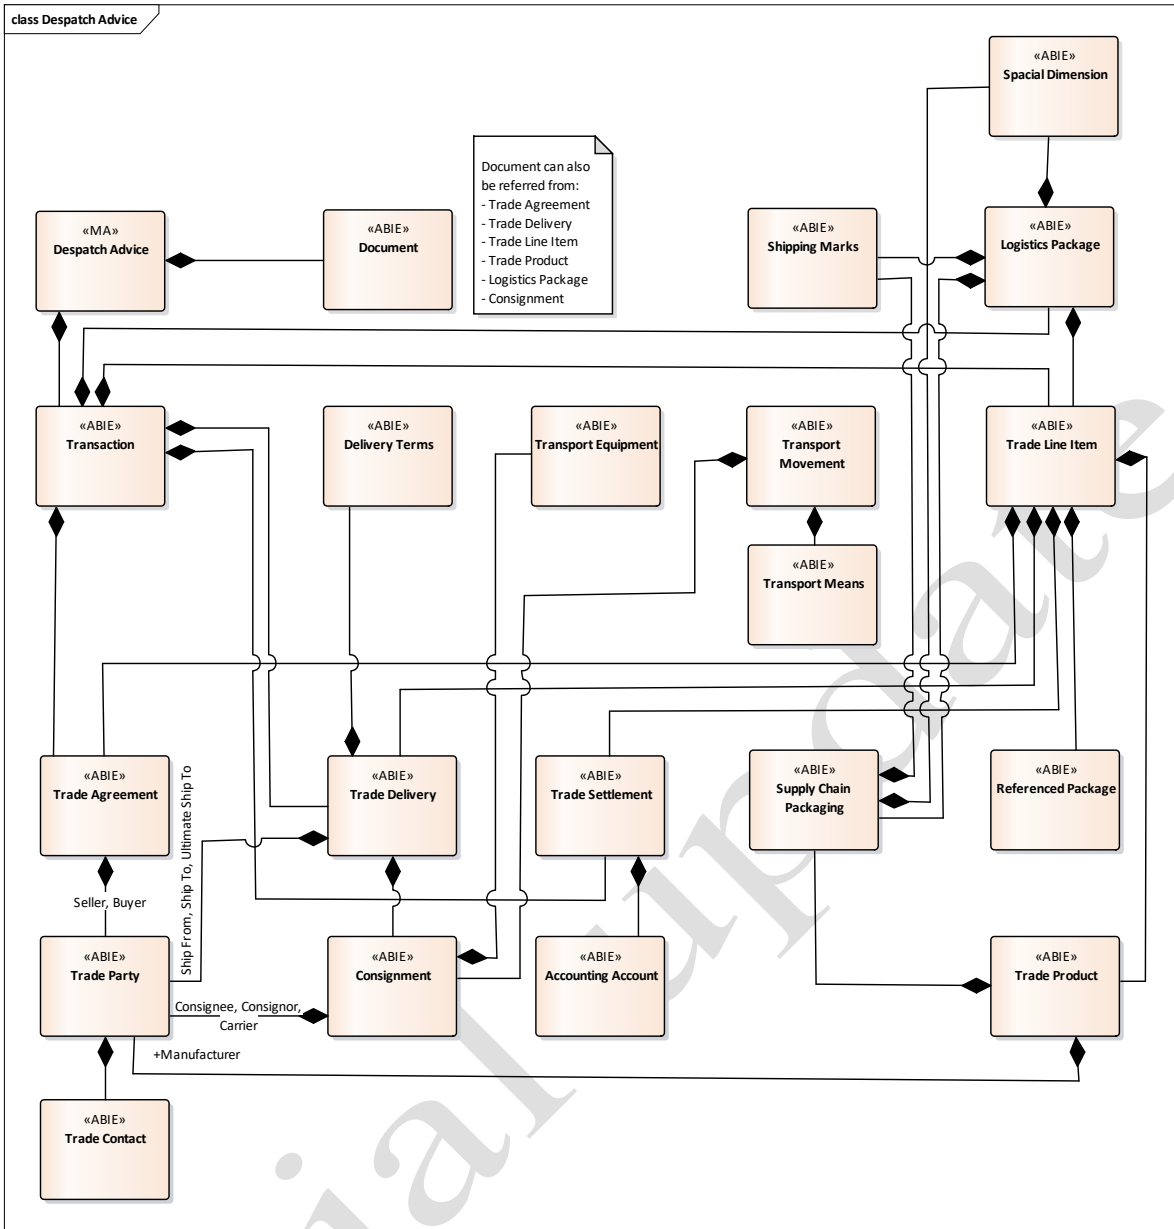 class Despatch Advice
«ABIE»
Spacial Dimension
Document can also
be referred from:
- Trade Agreement
- Trade Delivery
- Trade Line Item
- Trade Product
- Logistics Package
- Consignment
«MA»
Despatch Advice
«ABIE»
Document
«ABIE»
Shipping Marks
«ABIE»
Logistics Package
«ABIE»
Transaction
«ABIE»
Delivery Terms
«ABIE»
Transport Equipment
«ABIE»
Transport
Movement
«ABIE»
Trade Line Item
«ABIE»
Transport Means
«ABIE»
Trade Agreement
Ship From, Ship To, Ultimate Ship To
«ABIE»
Trade Delivery
«ABIE»
Trade Settlement
«ABIE»
Supply Chain
Packaging
«ABIE»
Referenced Package
Seller, Buyer
«ABIE»
Trade Party
«ABIE»
Consignment
«ABIE»
Accounting Account
«ABIE»
Trade Product
Consignee, Consignor,
Carrier
+Manufacturer
«ABIE»
Trade Contact
ial update